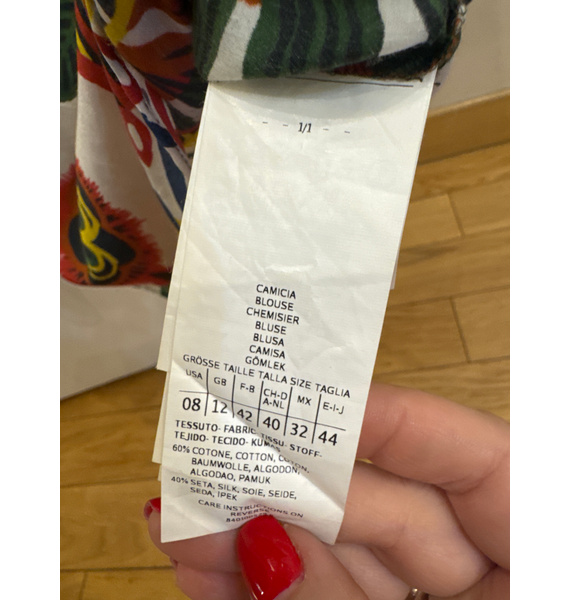 - - 1/1 - -
CAMICIA
BLOUSE
CHEMISIER
BLUSE
BLUSA
CAMISA
GÖMLEK
GRÖSSE TAILLE TALLA SIZE TAGLIA
USA GB F-B CH-D A-NL MX E-I-J
08 12 42 40 32 44
TESSUTO- FABRIC- TISSU- STOFF-
TEJIDO- TECIDO- KUMAŞ
60% COTONE, COTTON, COTON,
BAUMWOLLE, ALGODON,
ALGODAO, PAMUK
40% SETA, SILK, SOIE, SEIDE,
SEDA, IPEK
CARE INSTRUCTIONS ON
REVERSE